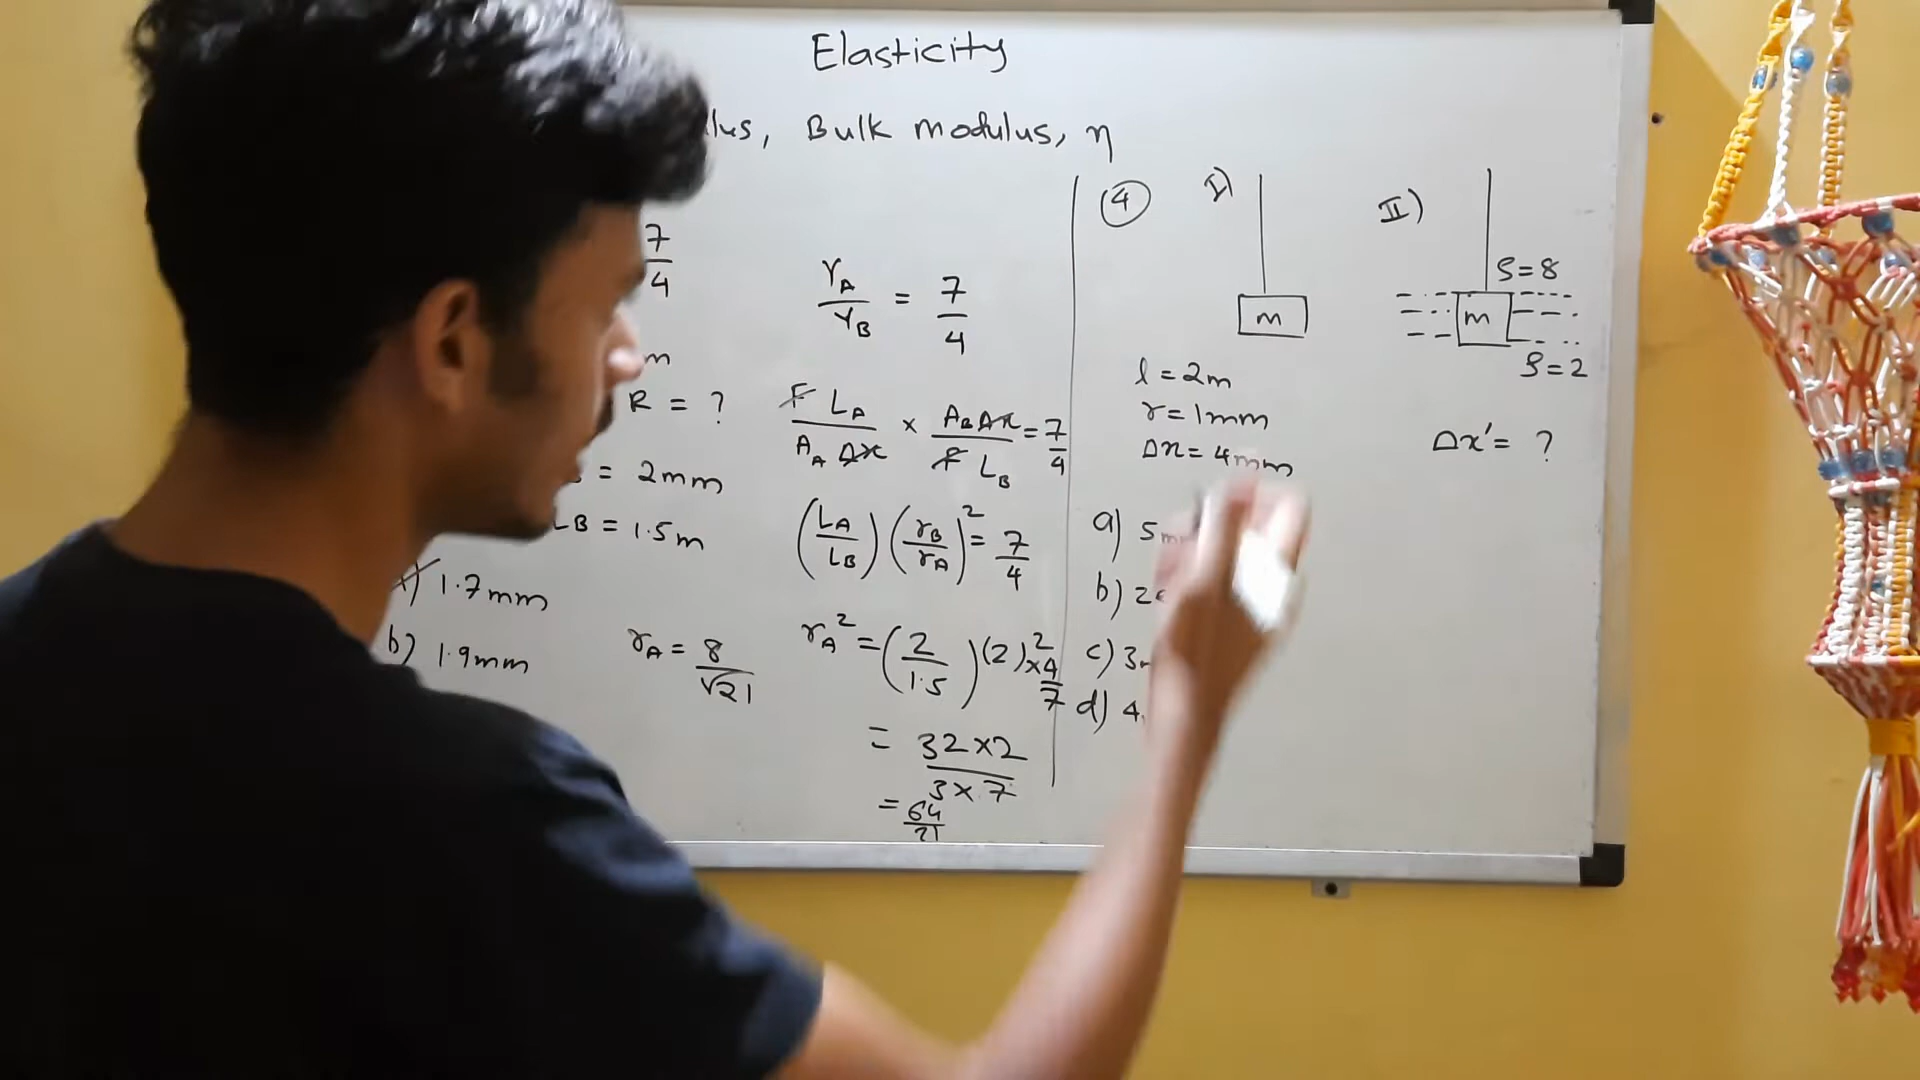 Elasticity
lus, Bulk modulus, η
7
4
m
R = ?
= 2mm
LB = 1.5m
a) 1.7mm
b) 1.9mm
rA = 8
√21
YA = 7
YB 4
F LA × AB Δx = 7
AA Δx F LB 4
(LA) (rB)² = 7
LB rA 4
rA² = (2) (2)² × 4
1.5 7
= 32×2
3×7
= 64
21
4
I)
m
l = 2m
r = 1mm
Δx = 4mm
a) 5m
b) 2
c) 3
d) 4
II)
S=8
m
S=2
Δx' = ?